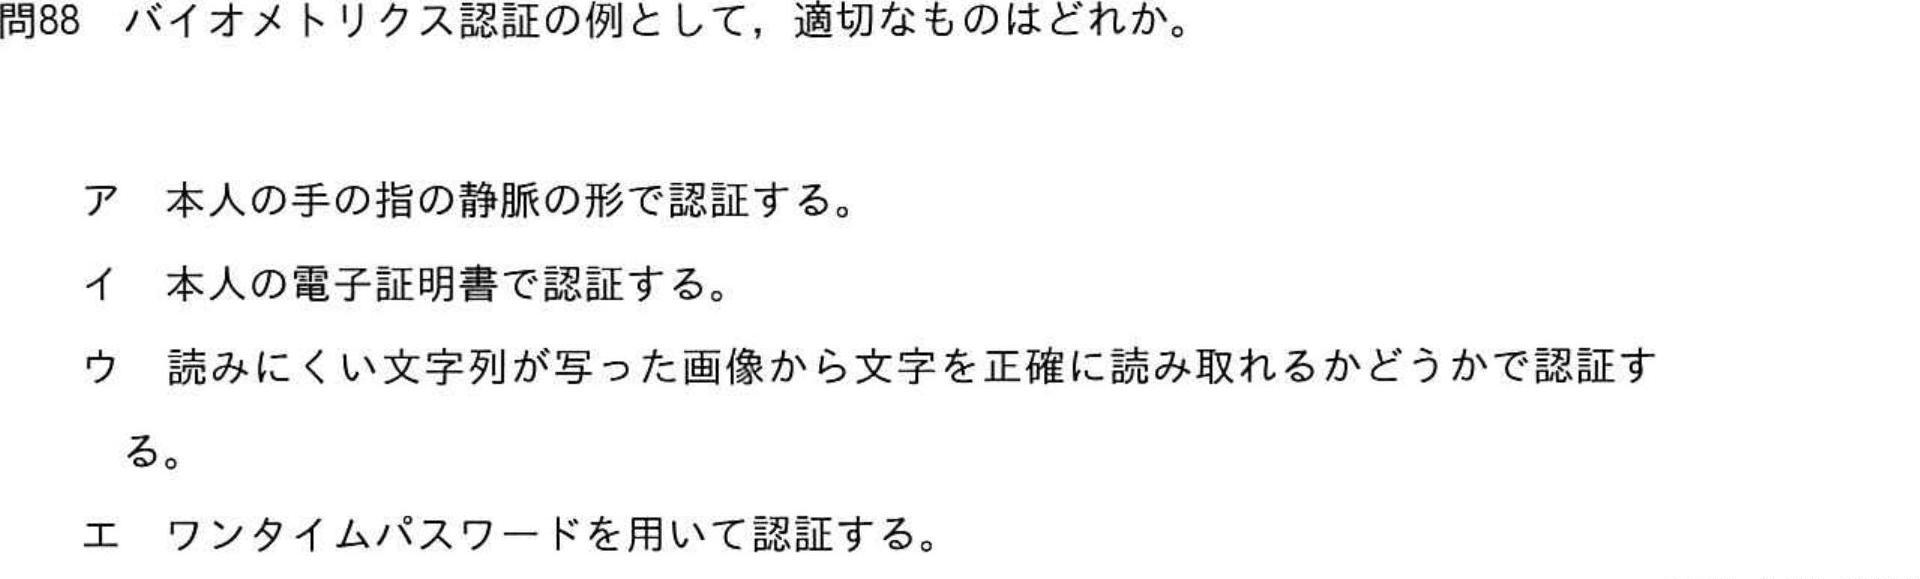 問88　バイオメトリクス認証の例として，適切なものはどれか。
ア　本人の手の指の静脈の形で認証する。
イ　本人の電子証明書で認証する。
ウ　読みにくい文字列が写った画像から文字を正確に読み取れるかどうかで認証す
る。
エ　ワンタイムパスワードを用いて認証する。